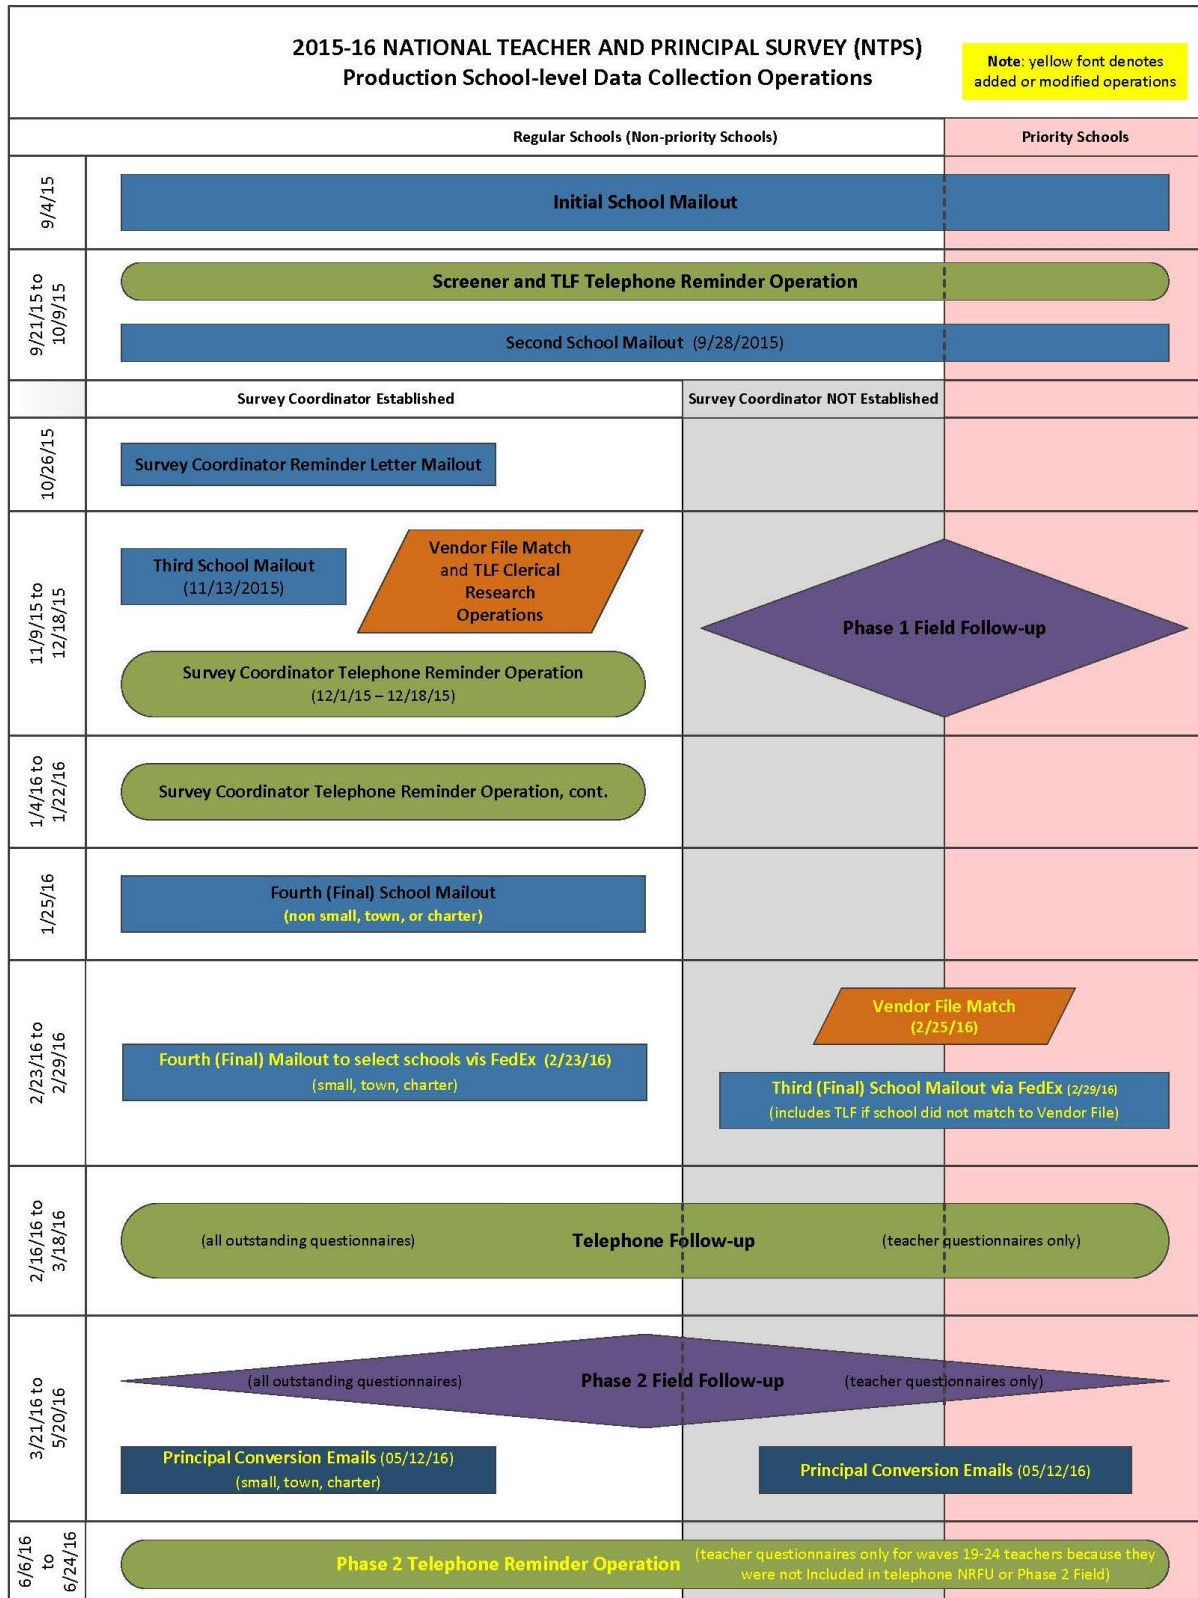 2015-16 NATIONAL TEACHER AND PRINCIPAL SURVEY (NTPS)
Production School-level Data Collection Operations
Note: yellow font denotes
added or modified operations
Regular Schools (Non-priority Schools)
Priority Schools
9/4/15
Initial School Mailout
9/21/15 to
10/9/15
Screener and TLF Telephone Reminder Operation
Second School Mailout (9/28/2015)
Survey Coordinator Established
Survey Coordinator NOT Established
10/26/15
Survey Coordinator Reminder Letter Mailout
11/9/15 to
12/18/15
Third School Mailout
(11/13/2015)
Vendor File Match
and TLF Clerical
Research
Operations
Phase 1 Field Follow-up
Survey Coordinator Telephone Reminder Operation
(12/1/15 – 12/18/15)
1/4/16 to
1/22/16
Survey Coordinator Telephone Reminder Operation, cont.
1/25/16
Fourth (Final) School Mailout
(non small, town, or charter)
2/23/16 to
2/29/16
Vendor File Match
(2/25/16)
Fourth (Final) Mailout to select schools vis FedEx (2/23/16)
(small, town, charter)
Third (Final) School Mailout via FedEx (2/29/16)
(includes TLF if school did not match to Vendor File)
2/16/16 to
3/18/16
(all outstanding questionnaires)
Telephone Follow-up
(teacher questionnaires only)
3/21/16 to
5/20/16
(all outstanding questionnaires)
Phase 2 Field Follow-up
(teacher questionnaires only)
Principal Conversion Emails (05/12/16)
(small, town, charter)
Principal Conversion Emails (05/12/16)
6/6/16
to
6/24/16
Phase 2 Telephone Reminder Operation
(teacher questionnaires only for waves 19-24 teachers because they
were not Included in telephone NRFU or Phase 2 Field)